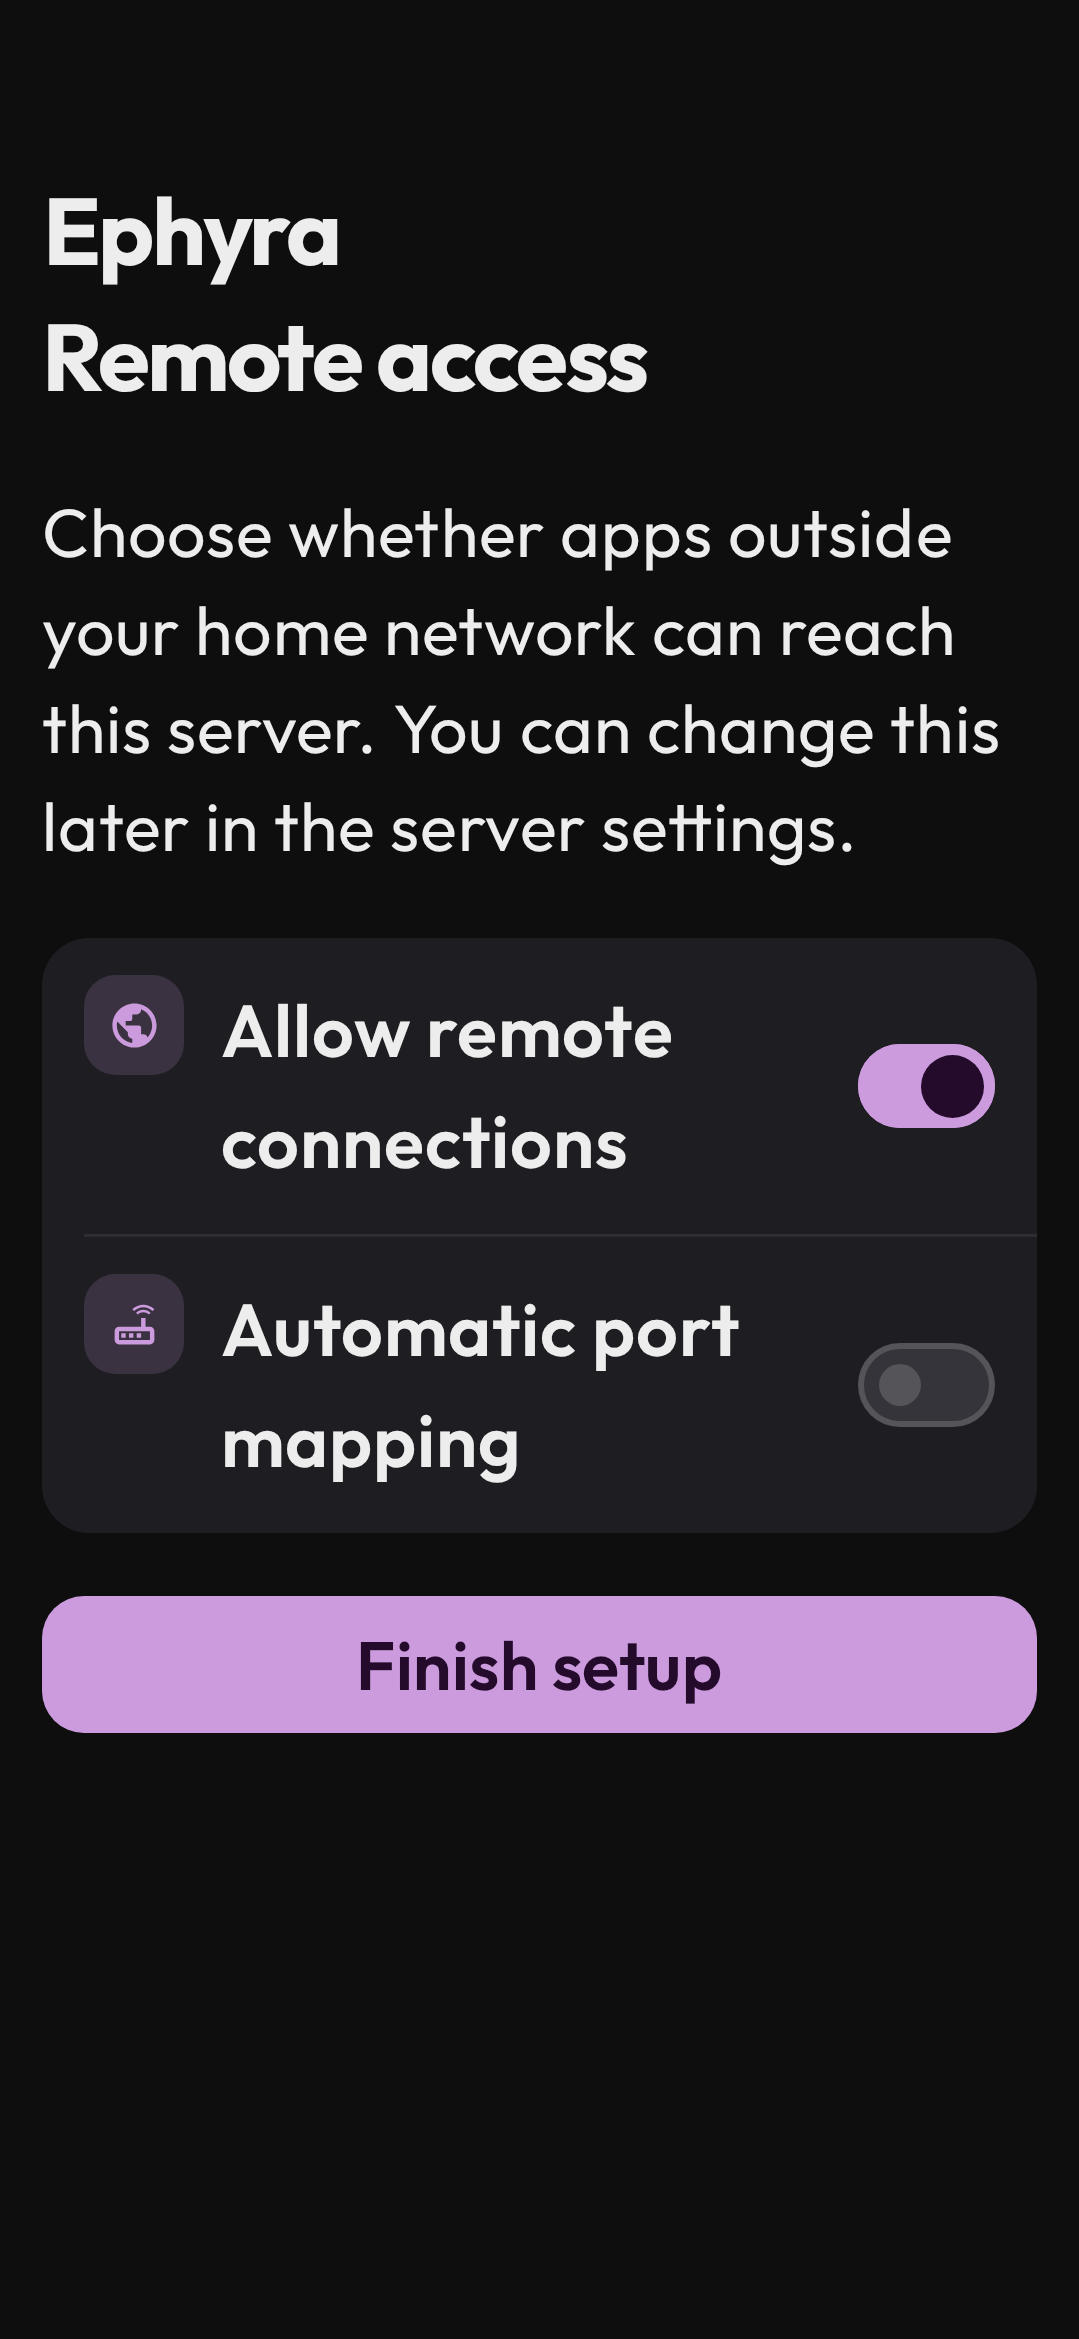 Ephyra
Remote access
Choose whether apps outside
your home network can reach
this server. You can change this
later in the server settings.
Allow remote
connections
Automatic port
mapping
Finish setup